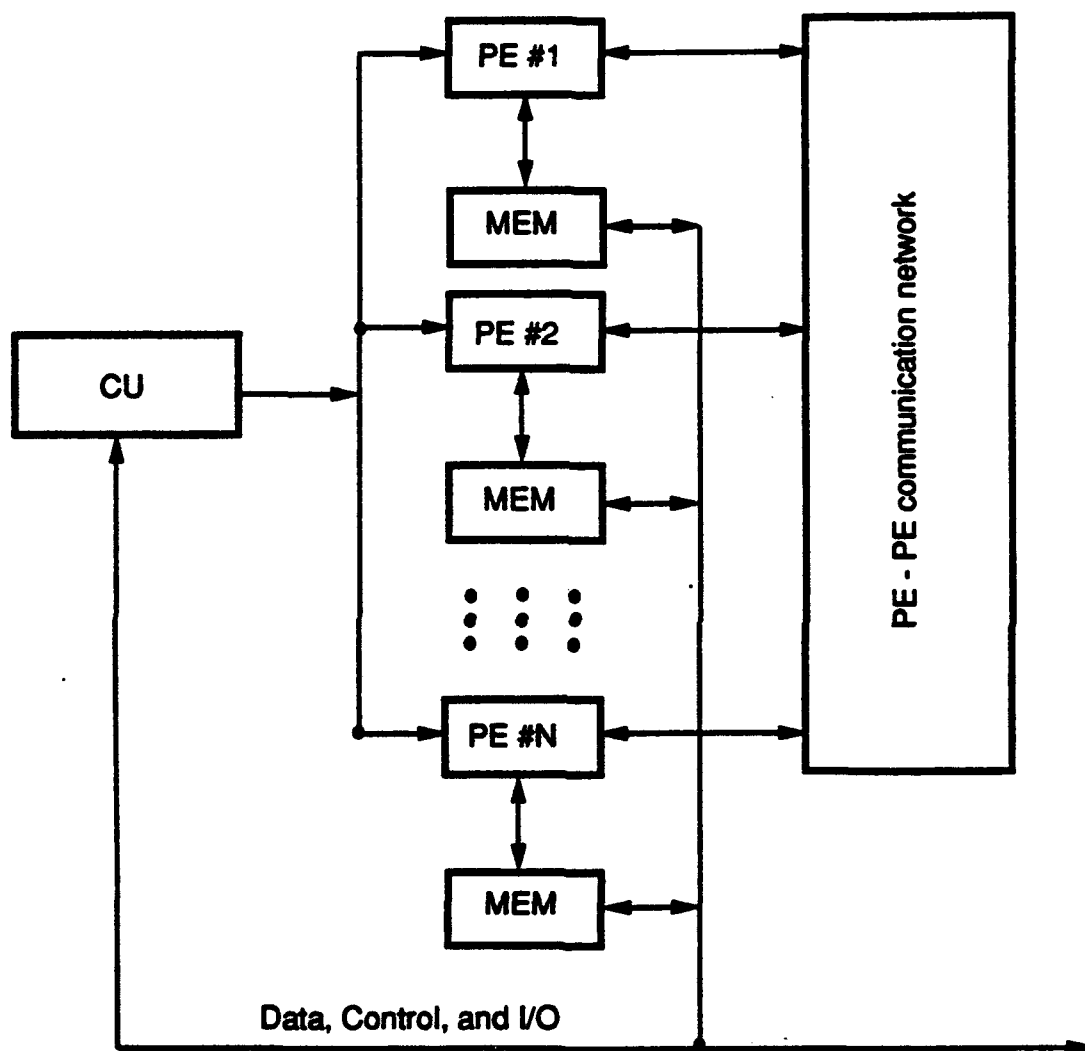 PE #1
MEM
PE #2
CU
MEM
PE #N
MEM
PE - PE communication network
Data, Control, and I/O